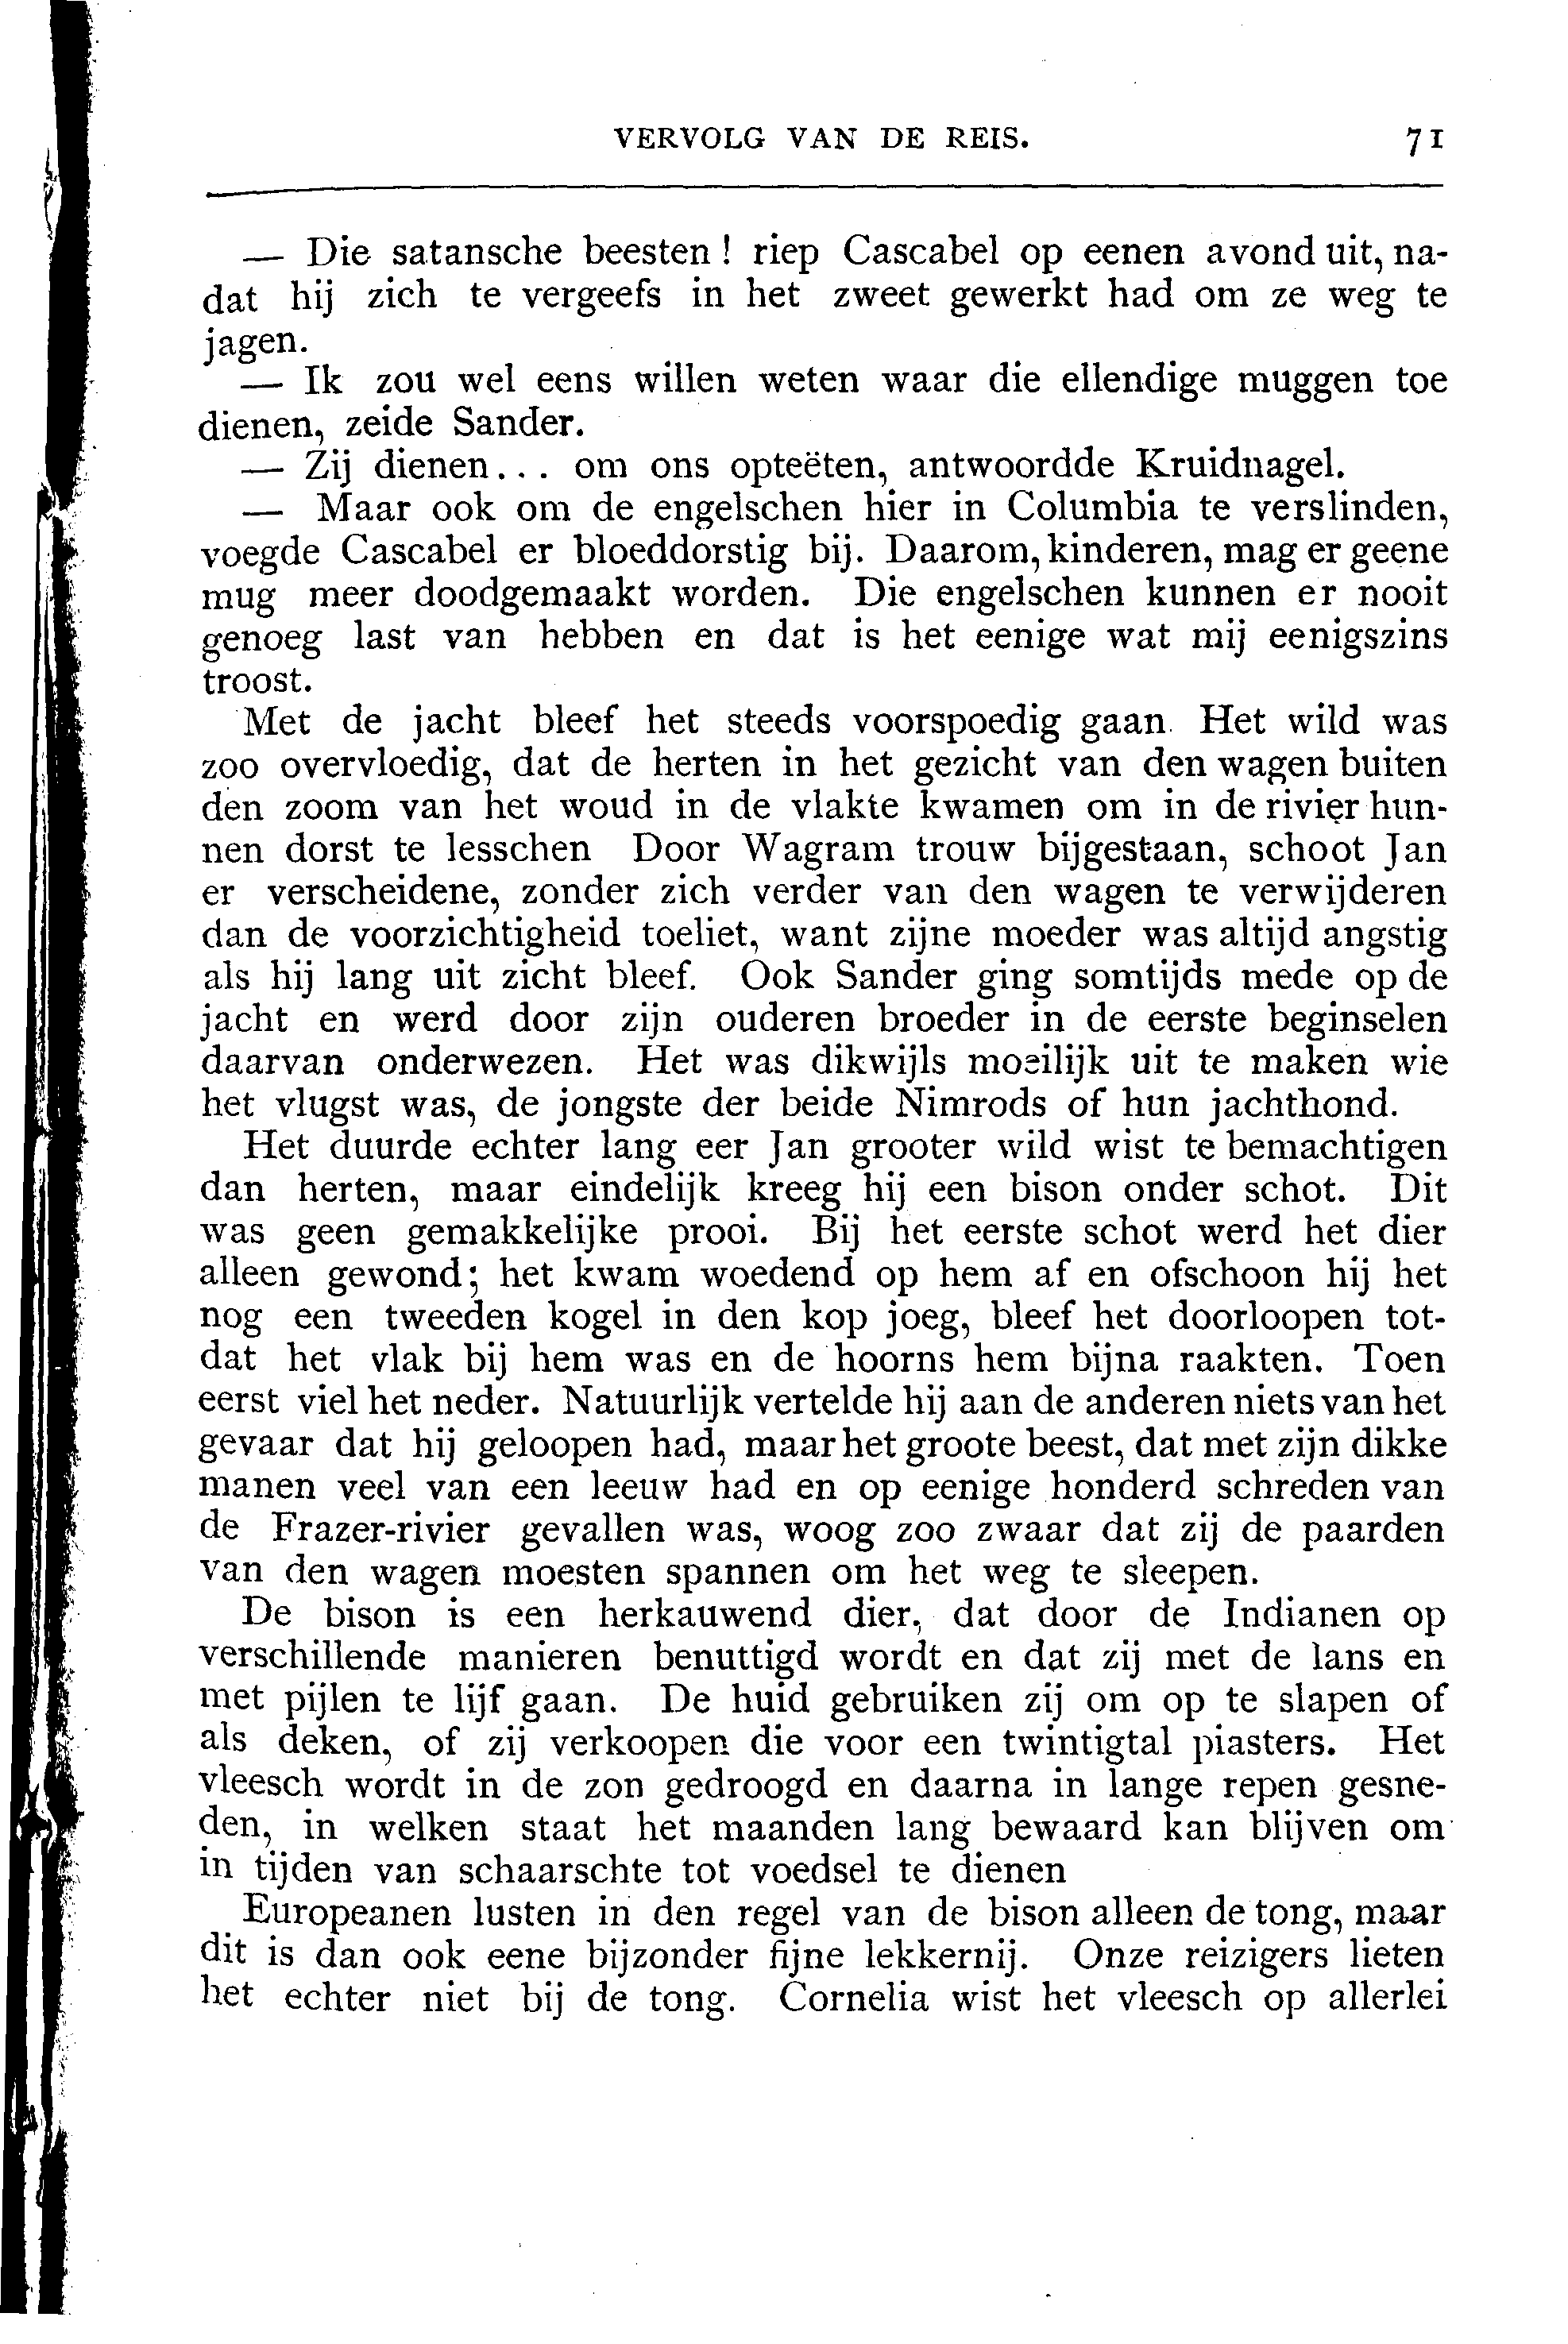 VERVOLG VAN DE REIS. 71
— Die satansche beesten! riep Cascabel op eenen avond uit, na-
dat hij zich te vergeefs in het zweet gewerkt had om ze weg te
jagen.
— Ik zou wel eens willen weten waar die ellendige muggen toe
dienen, zeide Sander.
— Zij dienen... om ons opteëten, antwoordde Kruidnagel.
— Maar ook om de engelschen hier in Columbia te verslinden,
voegde Cascabel er bloeddorstig bij. Daarom, kinderen, mag er geene
mug meer doodgemaakt worden. Die engelschen kunnen er nooit
genoeg last van hebben en dat is het eenige wat mij eenigszins
troost.
Met de jacht bleef het steeds voorspoedig gaan. Het wild was
zoo overvloedig, dat de herten in het gezicht van den wagen buiten
den zoom van het woud in de vlakte kwamen om in de rivier hun-
nen dorst te lesschen Door Wagram trouw bijgestaan, schoot Jan
er verscheidene, zonder zich verder van den wagen te verwijderen
dan de voorzichtigheid toeliet, want zijne moeder was altijd angstig
als hij lang uit zicht bleef. Ook Sander ging somtijds mede op de
jacht en werd door zijn ouderen broeder in de eerste beginselen
daarvan onderwezen. Het was dikwijls moeilijk uit te maken wie
het vlugst was, de jongste der beide Nimrods of hun jachthond.
Het duurde echter lang eer Jan grooter wild wist te bemachtigen
dan herten, maar eindelijk kreeg hij een bison onder schot. Dit
was geen gemakkelijke prooi. Bij het eerste schot werd het dier
alleen gewond; het kwam woedend op hem af en ofschoon hij het
nog een tweeden kogel in den kop joeg, bleef het doorloopen tot-
dat het vlak bij hem was en de hoorns hem bijna raakten. Toen
eerst viel het neder. Natuurlijk vertelde hij aan de anderen niets van het
gevaar dat hij geloopen had, maar het groote beest, dat met zijn dikke
manen veel van een leeuw had en op eenige honderd schreden van
de Frazer-rivier gevallen was, woog zoo zwaar dat zij de paarden
van den wagen moesten spannen om het weg te sleepen.
De bison is een herkauwend dier, dat door de Indianen op
verschillende manieren benuttigd wordt en dat zij met de lans en
met pijlen te lijf gaan. De huid gebruiken zij om op te slapen of
als deken, of zij verkoopen die voor een twintigtal piasters. Het
vleesch wordt in de zon gedroogd en daarna in lange repen gesne-
den, in welken staat het maanden lang bewaard kan blijven om
in tijden van schaarschte tot voedsel te dienen
Europeanen lusten in den regel van de bison alleen de tong, maar
dit is dan ook eene bijzonder fijne lekkernij. Onze reizigers lieten
het echter niet bij de tong. Cornelia wist het vleesch op allerlei